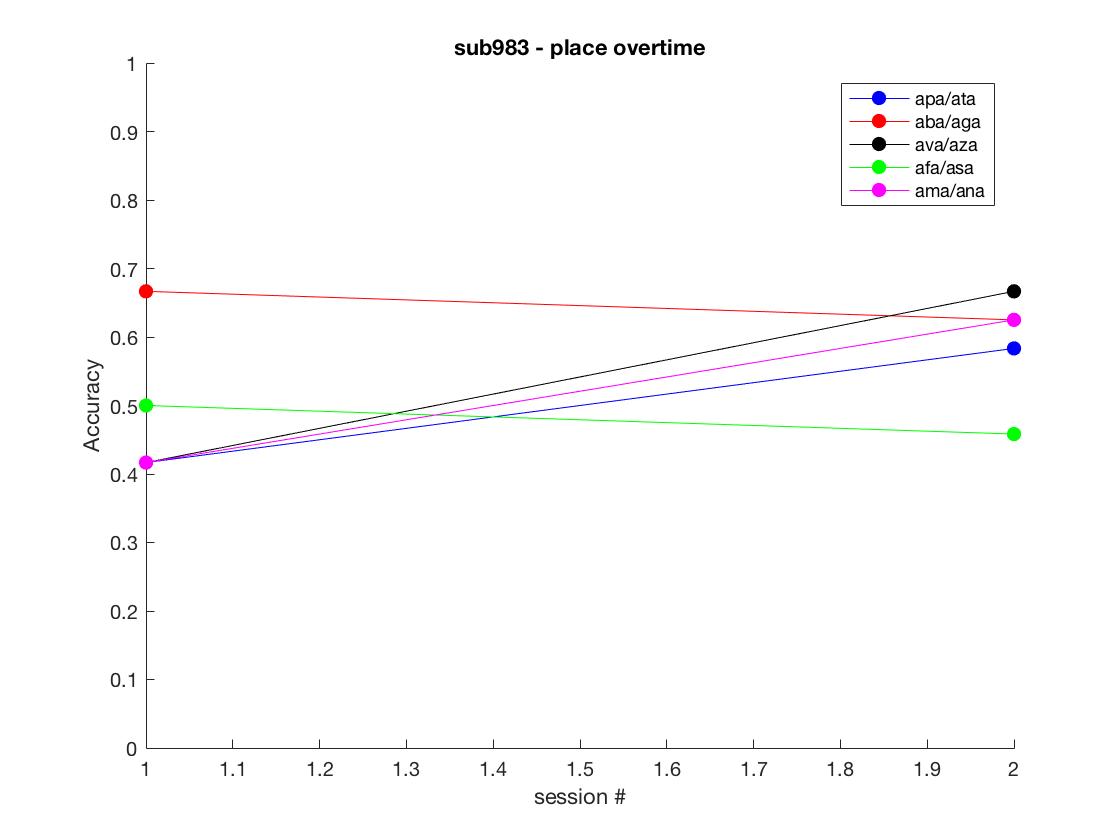 sub983 - place overtime
apa/ata
aba/aga
ava/aza
afa/asa
ama/ana
Accuracy
1
0.9
0.8
0.7
0.6
0.5
0.4
0.3
0.2
0.1
0
1 1.1 1.2 1.3 1.4 1.5 1.6 1.7 1.8 1.9 2
session #